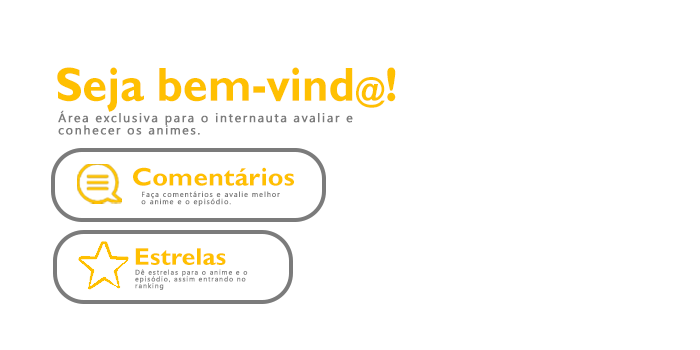 Seja bem-vind@!
Área exclusiva para o internauta avaliar e
conhecer os animes.
Comentários
Faça comentários e avalie melhor
o anime e o episódio.
Estrelas
Dê estrelas para o anime e o
episódio, assim entrando no
ranking